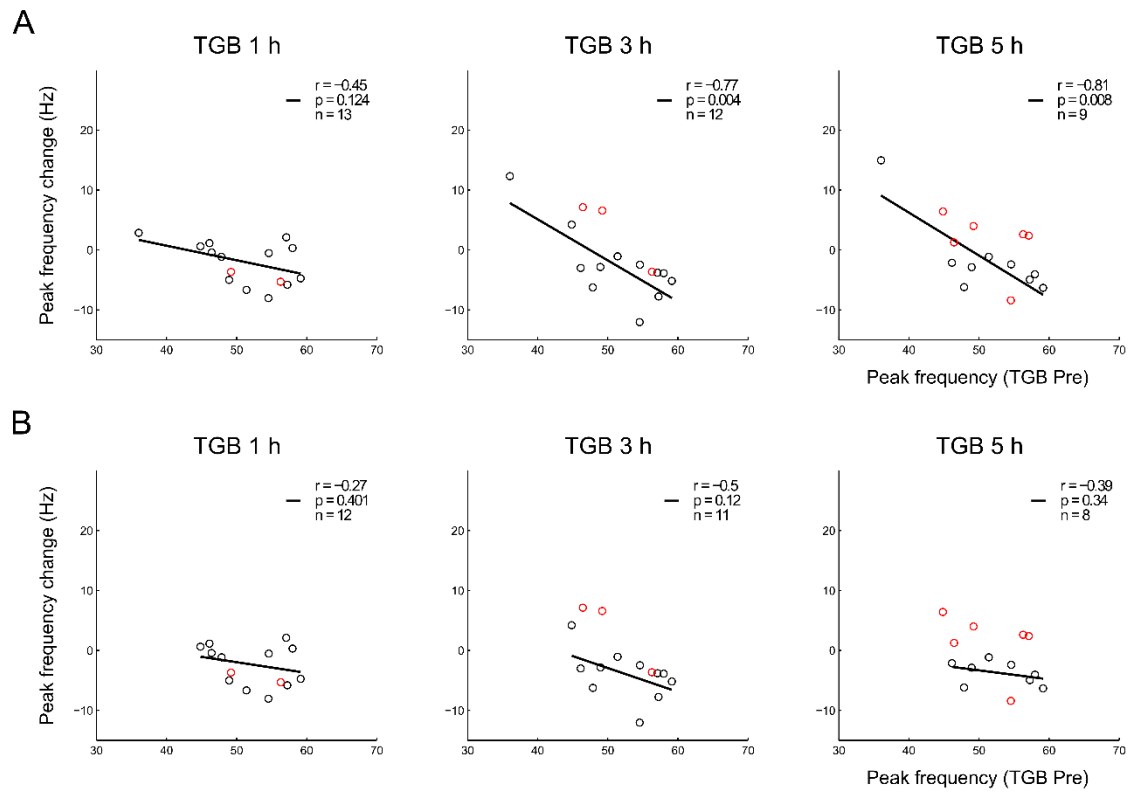 A
TGB 1 h
TGB 3 h
TGB 5 h
r = −0.45
p = 0.124
n = 13
r = −0.77
p = 0.004
n = 12
r = −0.81
p = 0.008
n = 9
Peak frequency change (Hz)
20
10
0
−10
30
40
50
60
70
20
10
0
−10
30
40
50
60
70
20
10
0
−10
30
40
50
60
70
Peak frequency (TGB Pre)
B
TGB 1 h
TGB 3 h
TGB 5 h
r = −0.27
p = 0.401
n = 12
r = −0.5
p = 0.12
n = 11
r = −0.39
p = 0.34
n = 8
Peak frequency change (Hz)
20
10
0
−10
30
40
50
60
70
20
10
0
−10
30
40
50
60
70
20
10
0
−10
30
40
50
60
70
Peak frequency (TGB Pre)